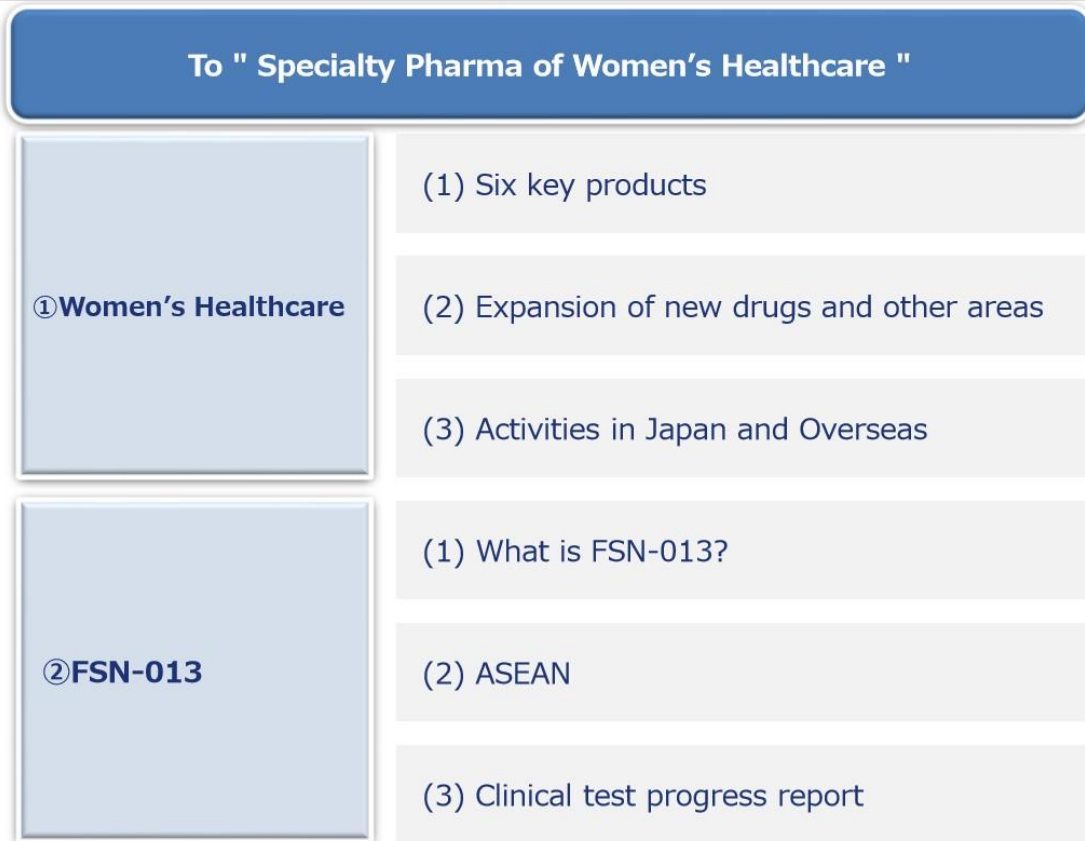 To " Specialty Pharma of Women’s Healthcare "
①Women’s Healthcare
(1) Six key products
(2) Expansion of new drugs and other areas
(3) Activities in Japan and Overseas
②FSN-013
(1) What is FSN-013?
(2) ASEAN
(3) Clinical test progress report